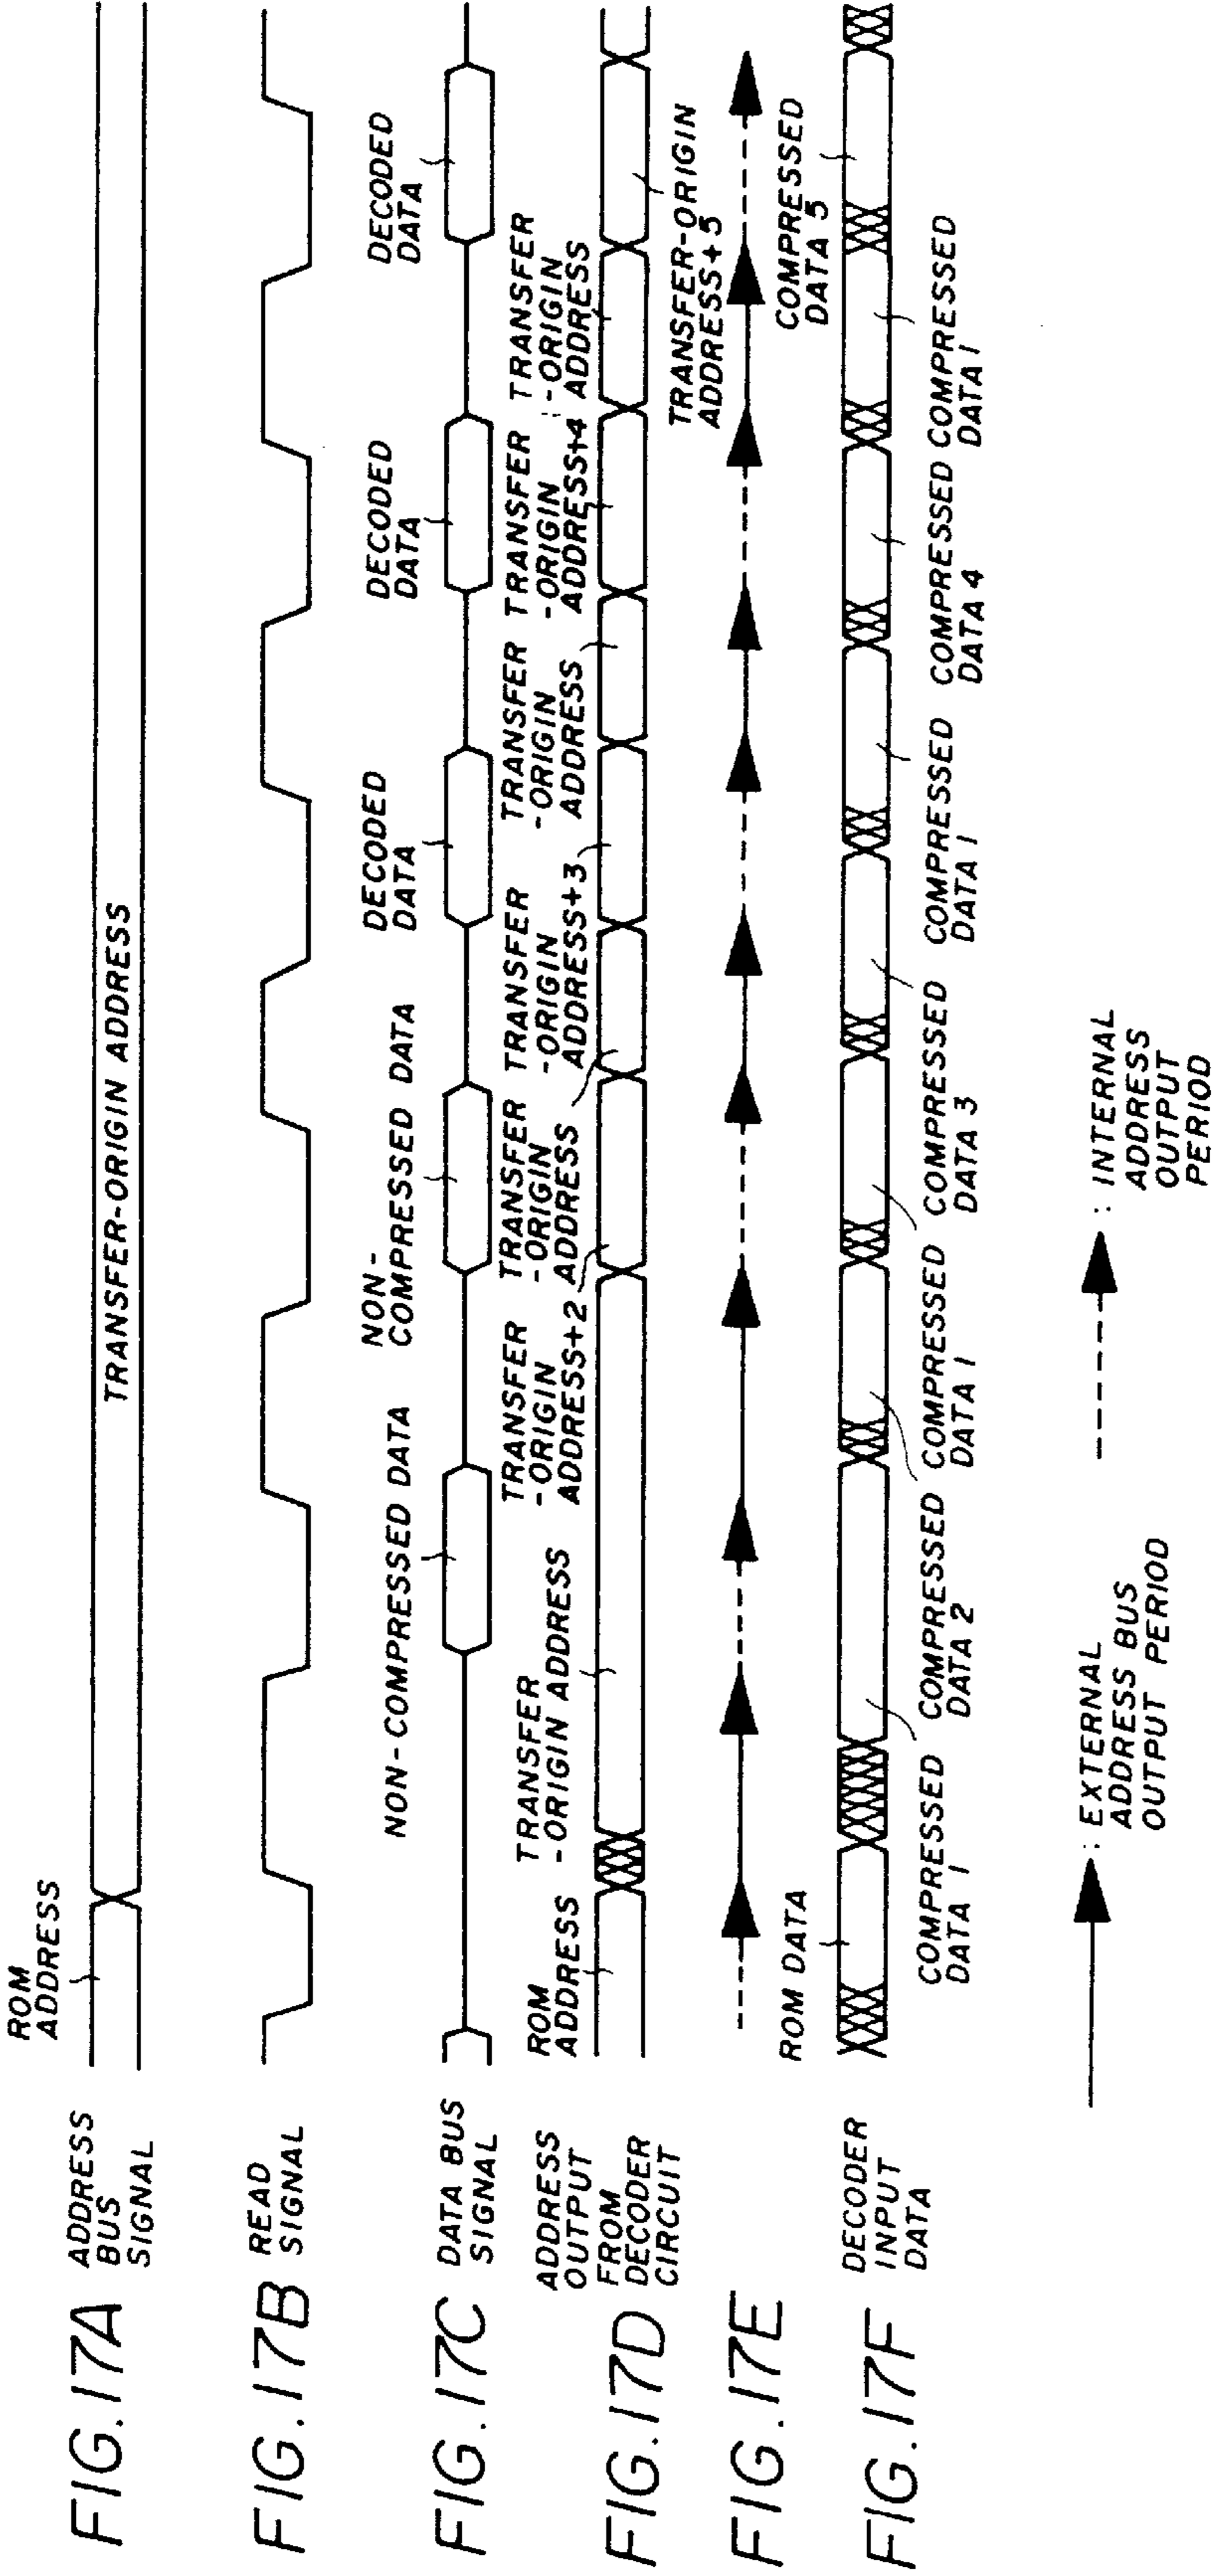 FIG.17A
ADDRESS
BUS
SIGNAL
ROM
ADDRESS
TRANSFER-ORIGIN ADDRESS
FIG.17B
READ
SIGNAL
FIG.17C
DATA BUS
SIGNAL
NON-COMPRESSED DATA
NON-
COMPRESSED DATA
DECODED
DATA
DECODED
DATA
DECODED
DATA
FIG.17D
ADDRESS
OUTPUT
FROM
DECODER
CIRCUIT
ROM
ADDRESS
TRANSFER
-ORIGIN ADDRESS
TRANSFER
-ORIGIN
ADDRESS+2
TRANSFER
-ORIGIN
ADDRESS
TRANSFER
-ORIGIN
ADDRESS+3
TRANSFER
-ORIGIN
ADDRESS
TRANSFER
-ORIGIN
ADDRESS+4
TRANSFER
-ORIGIN
ADDRESS
TRANSFER-ORIGIN
ADDRESS+5
FIG.17E
FIG.17F
DECODER
INPUT
DATA
ROM DATA
COMPRESSED
DATA 1
COMPRESSED
DATA 2
COMPRESSED
DATA 1
COMPRESSED
DATA 3
COMPRESSED
DATA 1
COMPRESSED
DATA 4
COMPRESSED
DATA 1
COMPRESSED
DATA 5
: EXTERNAL
ADDRESS BUS
OUTPUT PERIOD
: INTERNAL
ADDRESS
OUTPUT
PERIOD